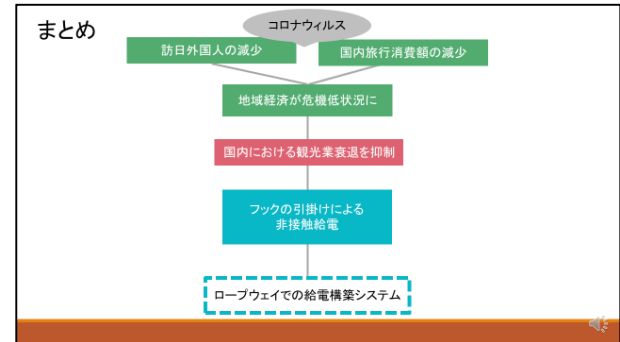 まとめ
コロナウィルス
訪日外国人の減少
国内旅行消費額の減少
地域経済が危機低状況に
国内における観光業衰退を抑制
フックの引掛けによる
非接触給電
ロープウェイでの給電構築システム